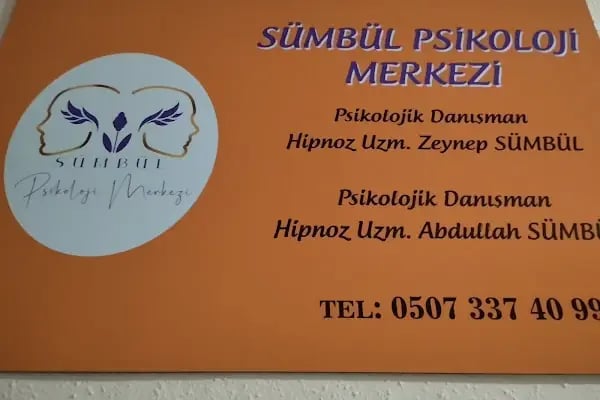 SÜMBÜL PSİKOLOJİ
MERKEZİ
Psikolojik Danısman
Hipnoz Uzm. Zeynep SÜMBÜL
Psikolojik Danısman
Hipnoz Uzm. Abdullah SÜMBÜ
TEL: 0507 337 40 99
SÜMBÜL
Psikoloji Merkezi